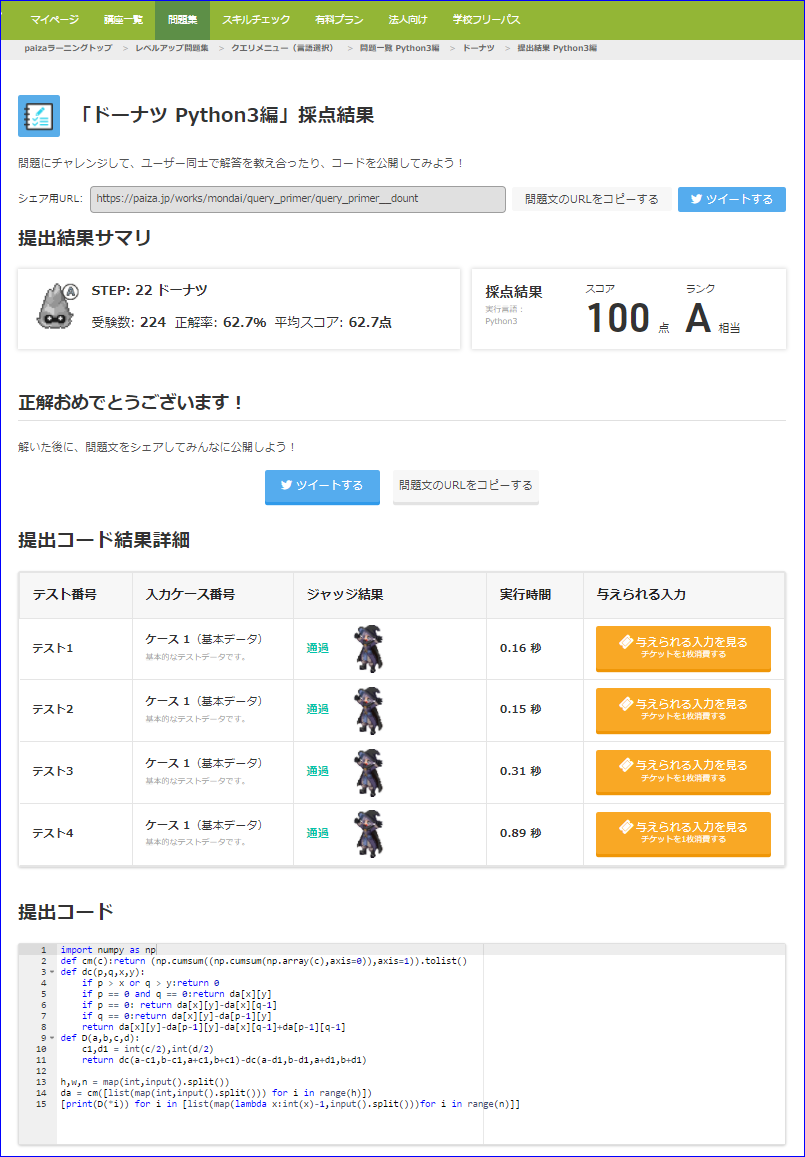 マイページ 講座一覧 問題集 スキルチェック 有料プラン 法人向け 学校フリーパス
paizaラーニングトップ > レベルアップ問題集 > クエリメニュー（言語選択） > 問題一覧 Python3編 > ドーナツ > 提出結果 Python3編
「ドーナツ Python3編」採点結果
問題にチャレンジして、ユーザー同士で解答を教え合ったり、コードを公開してみよう！
シェア用URL: https://paiza.jp/works/mondai/query_primer/query_primer__dount 問題文のURLをコピーする ツイートする
提出結果サマリ
A
STEP: 22 ドーナツ
受験数: 224 正解率: 62.7% 平均スコア: 62.7点
採点結果
実行言語：
Python3
スコア
100 点
ランク
A 相当
正解おめでとうございます！
解いた後に、問題文をシェアしてみんなに公開しよう！
ツイートする 問題文のURLをコピーする
提出コード結果詳細
テスト番号 入力ケース番号 ジャッジ結果 実行時間 与えられる入力
テスト1 ケース 1（基本データ） 通過 0.16 秒 与えられる入力を見る
基本的なテストデータです。 チケットを1枚消費する
テスト2 ケース 1（基本データ） 通過 0.15 秒 与えられる入力を見る
基本的なテストデータです。 チケットを1枚消費する
テスト3 ケース 1（基本データ） 通過 0.31 秒 与えられる入力を見る
基本的なテストデータです。 チケットを1枚消費する
テスト4 ケース 1（基本データ） 通過 0.89 秒 与えられる入力を見る
基本的なテストデータです。 チケットを1枚消費する
提出コード
1 import numpy as np
2 def cm(c):return (np.cumsum((np.cumsum(np.array(c),axis=0)),axis=1)).tolist()
3 def dc(p,q,x,y):
4     if p > x or q > y:return 0
5     if p == 0 and q == 0:return da[x][y]
6     if p == 0: return da[x][y]-da[x][q-1]
7     if q == 0:return da[x][y]-da[p-1][y]
8     return da[x][y]-da[p-1][y]-da[x][q-1]+da[p-1][q-1]
9 def D(a,b,c,d):
10     c1,d1 = int(c/2),int(d/2)
11     return dc(a-c1,b-c1,a+c1,b+c1)-dc(a-d1,b-d1,a+d1,b+d1)
12
13 h,w,n = map(int,input().split())
14 da = cm([list(map(int,input().split())) for i in range(h)])
15 [print(D(*i)) for i in [list(map(lambda x:int(x)-1,input().split()))for i in range(n)]]